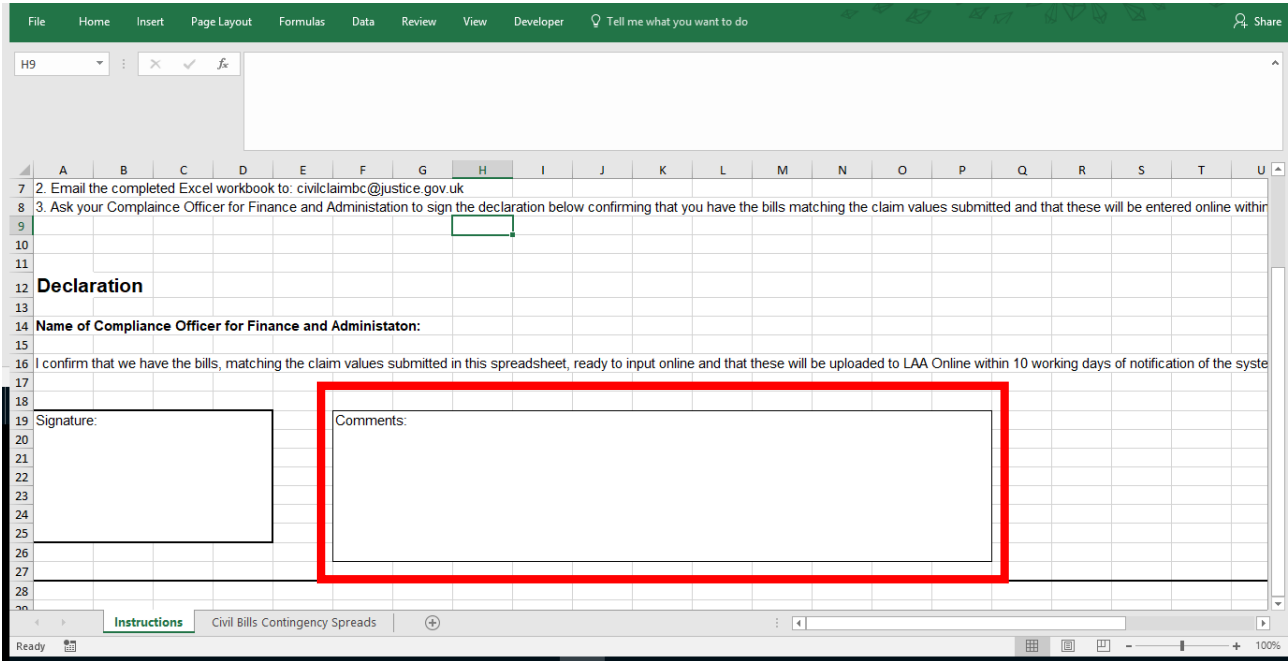 File Home Insert Page Layout Formulas Data Review View Developer Tell me what you want to do Share
H9 fx
A B C D E F G H I J K L M N O P Q R S T U
7 2. Email the completed Excel workbook to: civilclaimbc@justice.gov.uk
8 3. Ask your Complaince Officer for Finance and Administation to sign the declaration below confirming that you have the bills matching the claim values submitted and that these will be entered online within
9
10
11
12 Declaration
13
14 Name of Compliance Officer for Finance and Administaton:
15
16 I confirm that we have the bills, matching the claim values submitted in this spreadsheet, ready to input online and that these will be uploaded to LAA Online within 10 working days of notification of the syste
17
18
19 Signature: Comments:
20
21
22
23
24
25
26
27
28
29
Instructions Civil Bills Contingency Spreads
Ready 100%